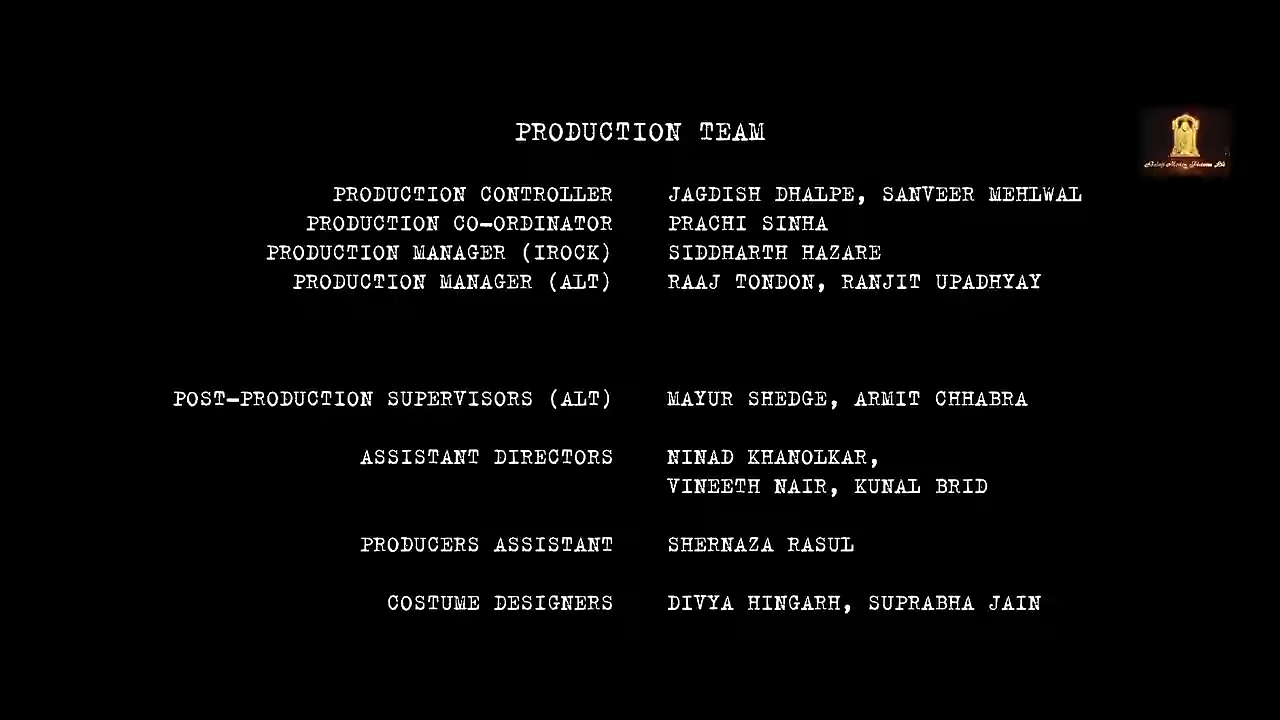 PRODUCTION TEAM
PRODUCTION CONTROLLER JAGDISH DHALPE, SANVEER MEHLWAL
PRODUCTION CO-ORDINATOR PRACHI SINHA
PRODUCTION MANAGER (IROCK) SIDDHARTH HAZARE
PRODUCTION MANAGER (ALT) RAAJ TONDON, RANJIT UPADHYAY
POST-PRODUCTION SUPERVISORS (ALT) MAYUR SHEDGE, ARMIT CHHABRA
ASSISTANT DIRECTORS NINAD KHANOLKAR,
VINEETH NAIR, KUNAL BRID
PRODUCERS ASSISTANT SHERNAZA RASUL
COSTUME DESIGNERS DIVYA HINGARH, SUPRABHA JAIN